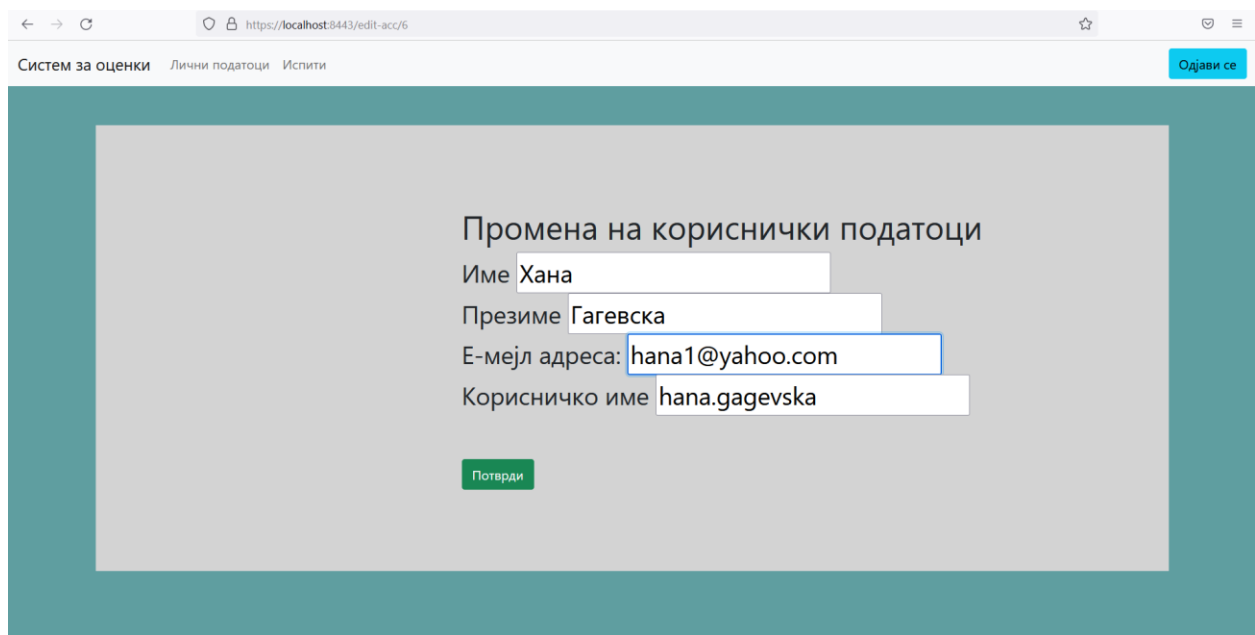 https://localhost:8443/edit-acc/6
Систем за оценки Лични податоци Испити Одјави се
Промена на кориснички податоци
Име Хана
Презиме Гагевска
Е-мејл адреса: hana1@yahoo.com
Корисничко име hana.gagevska
Потврди